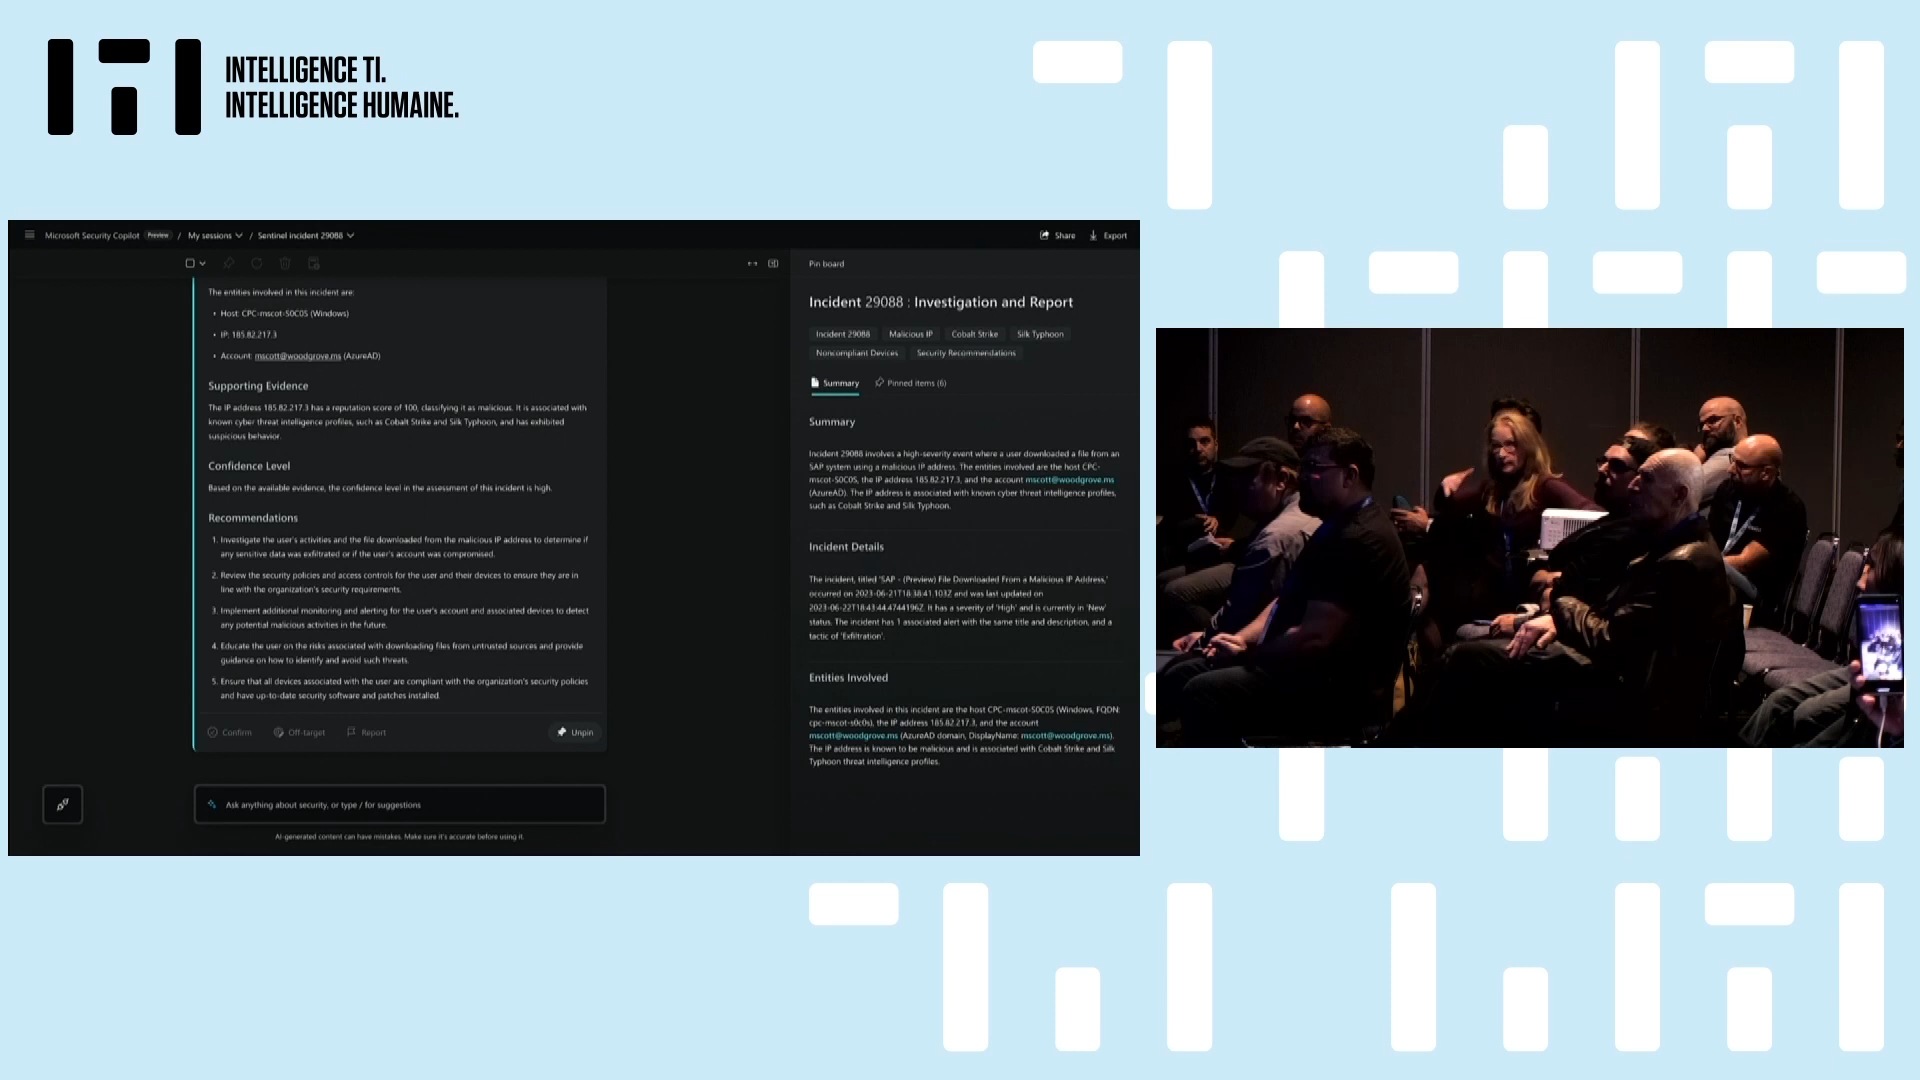 INTELLIGENCE TI.
INTELLIGENCE HUMAINE.
Microsoft Security Copilot Preview / My sessions / Sentinel incident 29088
Share Export
The entities involved in this incident are:
• Host: CPC-mscot-S0C05 (Windows)
• IP: 185.82.217.3
• Account: mscott@woodgrove.ms (AzureAD)
Supporting Evidence
The IP address 185.82.217.3 has a reputation score of 100, classifying it as malicious. It is associated with
known cyber threat intelligence profiles, such as Cobalt Strike and Silk Typhoon, and has exhibited
suspicious behavior.
Confidence Level
Based on the available evidence, the confidence level in the assessment of this incident is high.
Recommendations
1. Investigate the user's activities and the file downloaded from the malicious IP address to determine if
any sensitive data was exfiltrated or if the user's account was compromised.
2. Review the security policies and access controls for the user and their devices to ensure they are in
line with the organization's security requirements.
3. Implement additional monitoring and alerting for the user's account and associated devices to detect
any potential malicious activities in the future.
4. Educate the user on the risks associated with downloading files from untrusted sources and provide
guidance on how to identify and avoid such threats.
5. Ensure that all devices associated with the user are compliant with the organization's security policies
and have up-to-date security software and patches installed.
Confirm Off-target Report Unpin
Ask anything about security, or type / for suggestions
AI-generated content can have mistakes. Make sure it's accurate before using it.
Pin board
Incident 29088 : Investigation and Report
Incident 29088 Malicious IP Cobalt Strike Silk Typhoon
Noncompliant Devices Security Recommendations
Summary Pinned items (6)
Summary
Incident 29088 involves a high-severity event where a user downloaded a file from an
SAP system using a malicious IP address. The entities involved are the host CPC-
mscot-S0C05, the IP address 185.82.217.3, and the account mscott@woodgrove.ms
(AzureAD). The IP address is associated with known cyber threat intelligence profiles,
such as Cobalt Strike and Silk Typhoon.
Incident Details
The incident, titled 'SAP - (Preview) File Downloaded From a Malicious IP Address,'
occurred on 2023-06-21T18:38:41.103Z and was last updated on
2023-06-22T18:43:44.4744196Z. It has a severity of 'High' and is currently in 'New'
status. The incident has 1 associated alert with the same title and description, and a
tactic of 'Exfiltration'.
Entities Involved
The entities involved in this incident are the host CPC-mscot-S0C05 (Windows, FQDN:
cpc-mscot-s0c0s), the IP address 185.82.217.3, and the account
mscott@woodgrove.ms (AzureAD domain, DisplayName: mscott@woodgrove.ms).
The IP address is known to be malicious and is associated with Cobalt Strike and Silk
Typhoon threat intelligence profiles.